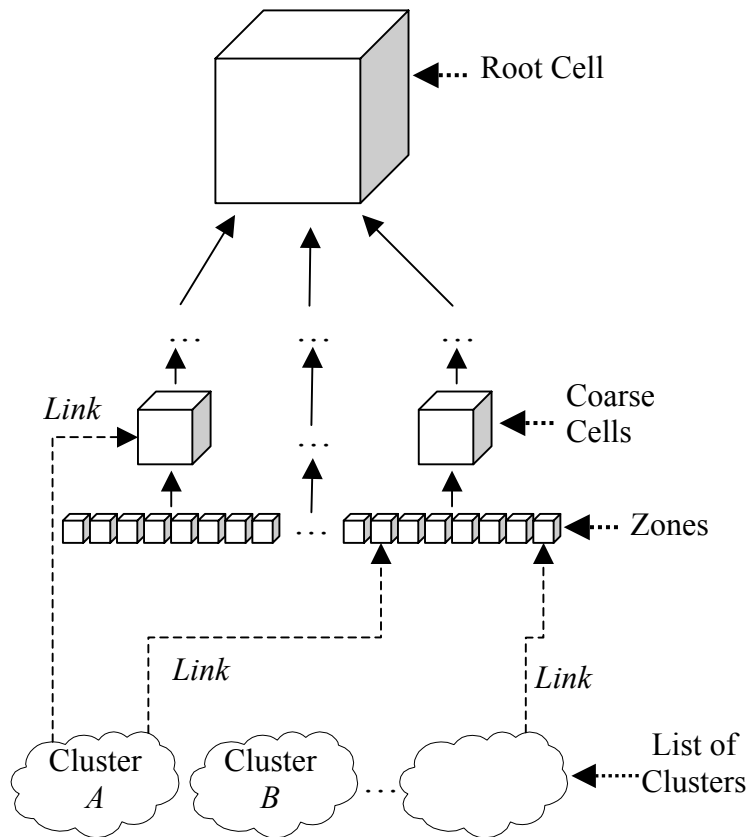 Root Cell
... ... ...
Link
Coarse
Cells
...
... Zones
Link
Link
Cluster
A
Cluster
B
...
List of
Clusters